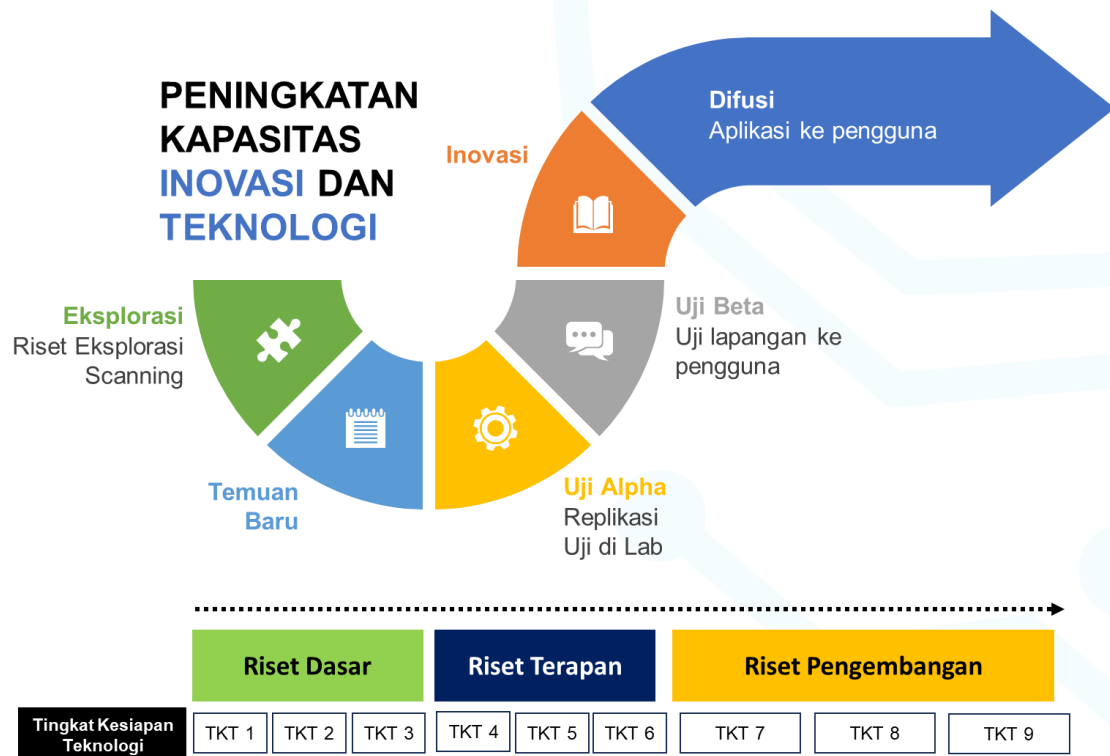 PENINGKATAN
KAPASITAS
INOVASI DAN
TEKNOLOGI
Difusi
Aplikasi ke pengguna
Inovasi
Eksplorasi
Riset Eksplorasi
Scanning
Uji Beta
Uji lapangan ke
pengguna
Temuan
Baru
Uji Alpha
Replikasi
Uji di Lab
Riset Dasar
Riset Terapan
Riset Pengembangan
Tingkat Kesiapan
Teknologi
TKT 1
TKT 2
TKT 3
TKT 4
TKT 5
TKT 6
TKT 7
TKT 8
TKT 9